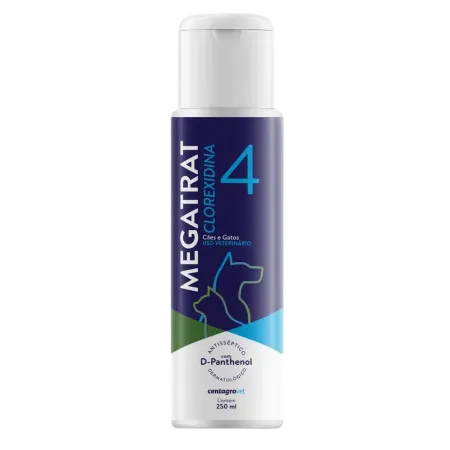 MEGATRAT
CLOREXIDINA
4
Cães e Gatos
USO VETERINÁRIO
ANTISSÉPTICO
com
D-Panthenol
DERMATOLÓGICO
centagrovet
Contém
250 ml